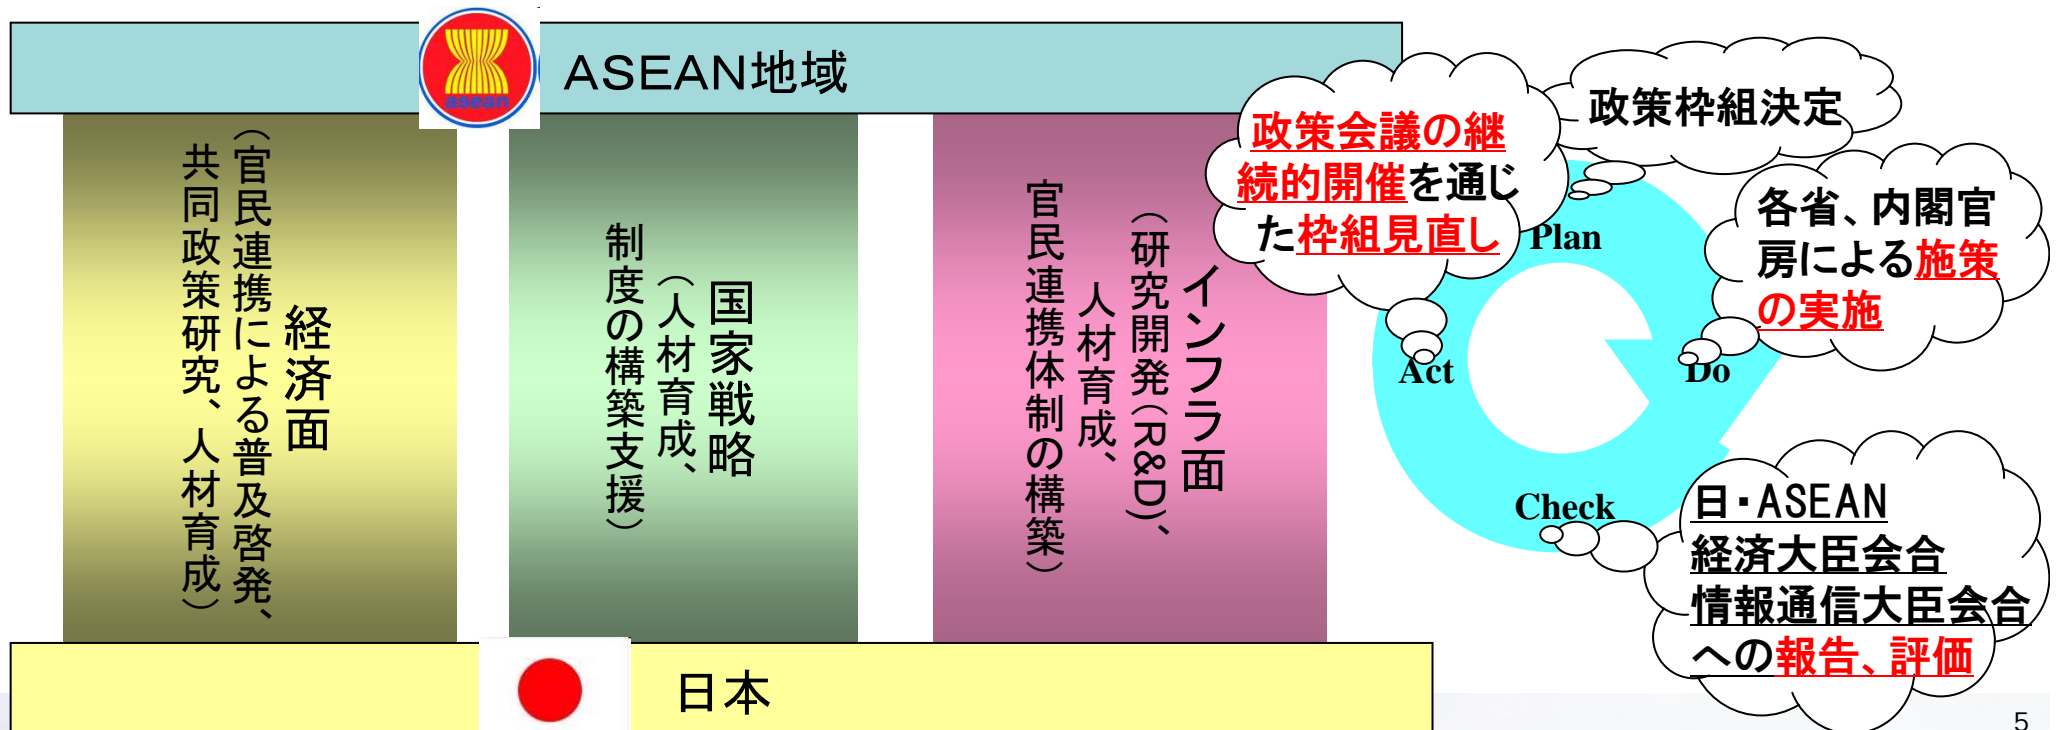 asean
ASEAN地域
経済面
(官民連携による普及啓発、
共同政策研究、人材育成)
国家戦略
(人材育成、
制度の構築支援)
インフラ面
(研究開発(R&D)、
人材育成、
官民連携体制の構築)
日本
政策枠組決定
Plan
各省、内閣官
房による施策
の実施
Do
日・ASEAN
経済大臣会合
情報通信大臣会合
への報告、評価
Check
政策会議の継
続的開催を通じ
た枠組見直し
Act
5